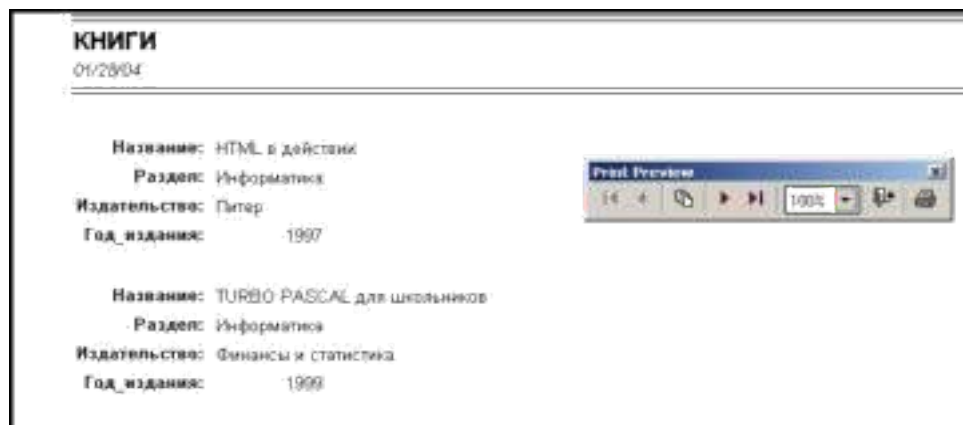 КНИГИ
01/28/04
Название: HTML в действии
Раздел: Информатика
Издательство: Питер
Год_издания: 1997
Print Preview
100%
Название: TURBO PASCAL для школьников
Раздел: Информатика
Издательство: Финансы и статистика
Год_издания: 1999